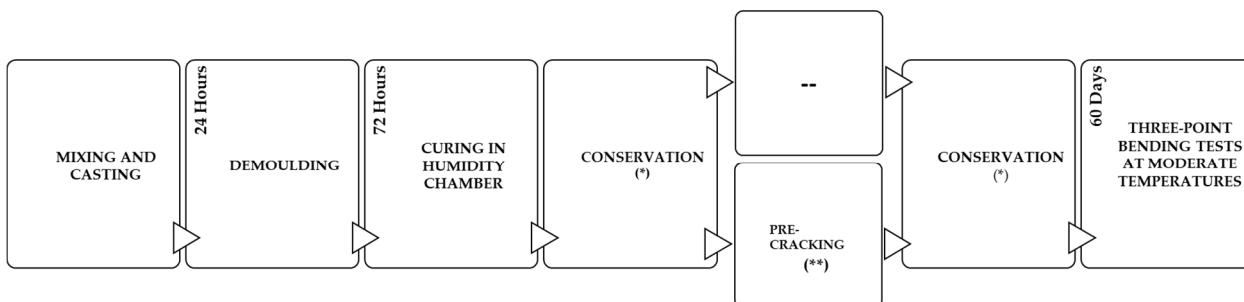 MIXING AND
CASTING
24 Hours
DEMOULDING
72 Hours
CURING IN
HUMIDITY
CHAMBER
CONSERVATION
(*)
--
PRE-
CRACKING
(**)
CONSERVATION
(*)
60 Days
THREE-POINT
BENDING TESTS
AT MODERATE
TEMPERATURES